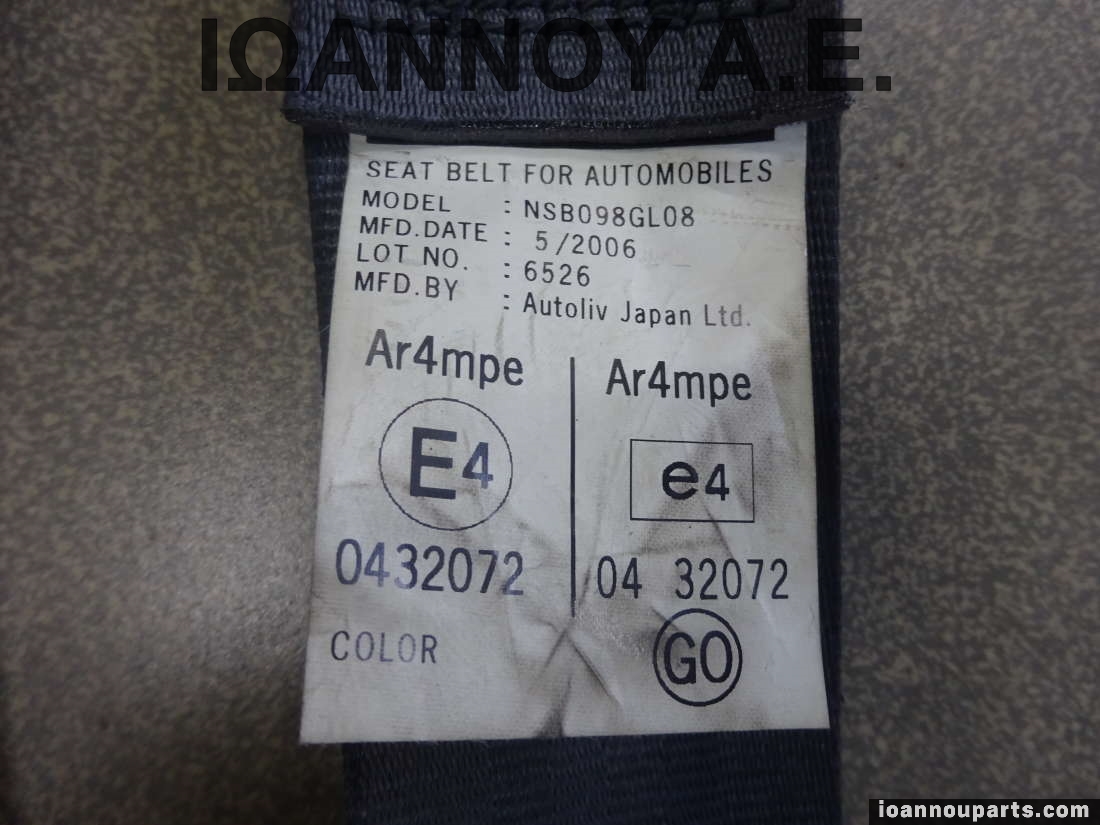 ΙΩΑΝΝΟΥ Α.Ε.
SEAT BELT FOR AUTOMOBILES
MODEL : NSB098GL08
MFD.DATE : 5/2006
LOT NO. : 6526
MFD.BY : Autoliv Japan Ltd.
Ar4mpe Ar4mpe
E4 e4
0432072 04 32072
COLOR GO
ioannouparts.com